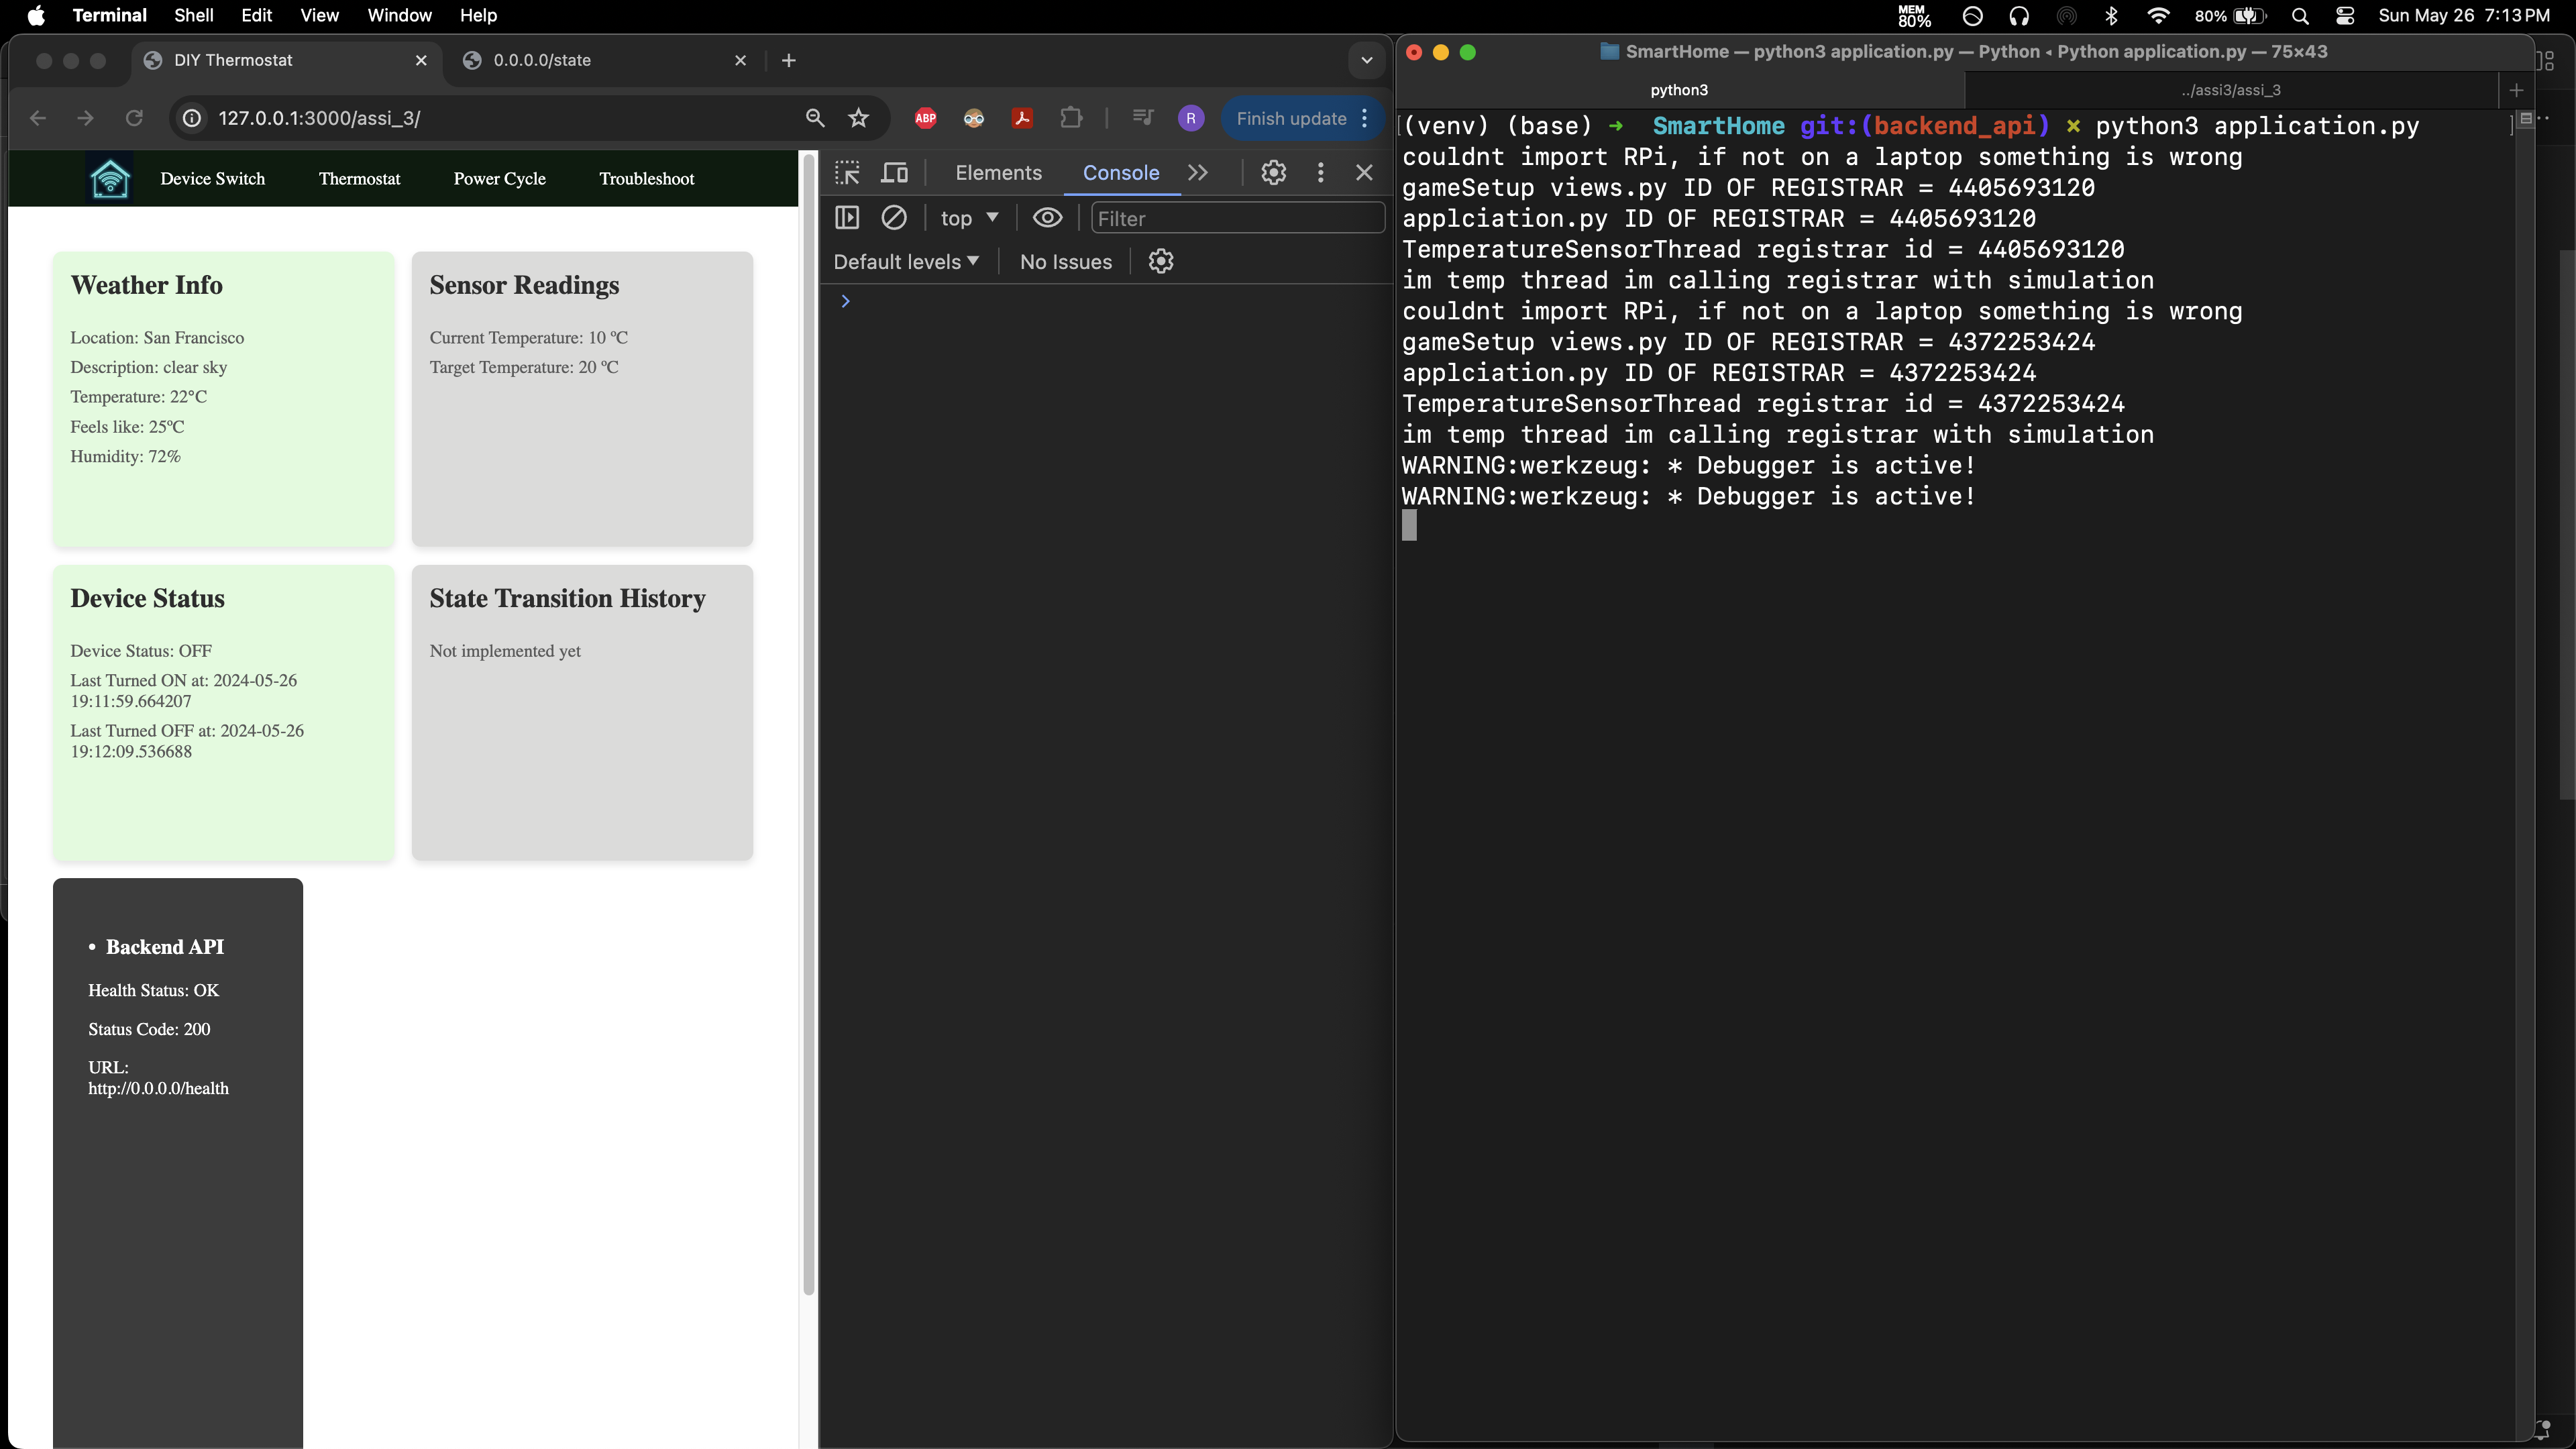 Terminal Shell Edit View Window Help
MEM 80%
80%
Sun May 26 7:13 PM
DIY Thermostat
0.0.0.0/state
127.0.0.1:3000/assi_3/
ABP
R
Finish update
Device Switch Thermostat Power Cycle Troubleshoot
Weather Info
Location: San Francisco
Description: clear sky
Temperature: 22°C
Feels like: 25°C
Humidity: 72%
Sensor Readings
Current Temperature: 10 °C
Target Temperature: 20 °C
Device Status
Device Status: OFF
Last Turned ON at: 2024-05-26
19:11:59.664207
Last Turned OFF at: 2024-05-26
19:12:09.536688
State Transition History
Not implemented yet
• Backend API
Health Status: OK
Status Code: 200
URL:
http://0.0.0.0/health
Elements Console
top
Filter
Default levels No Issues
SmartHome — python3 application.py — Python ◂ Python application.py — 75×43
python3
../assi3/assi_3
(venv) (base) ➜ SmartHome git:(backend_api) ✗ python3 application.py
couldnt import RPi, if not on a laptop something is wrong
gameSetup views.py ID OF REGISTRAR = 4405693120
applciation.py ID OF REGISTRAR = 4405693120
TemperatureSensorThread registrar id = 4405693120
im temp thread im calling registrar with simulation
couldnt import RPi, if not on a laptop something is wrong
gameSetup views.py ID OF REGISTRAR = 4372253424
applciation.py ID OF REGISTRAR = 4372253424
TemperatureSensorThread registrar id = 4372253424
im temp thread im calling registrar with simulation
WARNING:werkzeug: * Debugger is active!
WARNING:werkzeug: * Debugger is active!